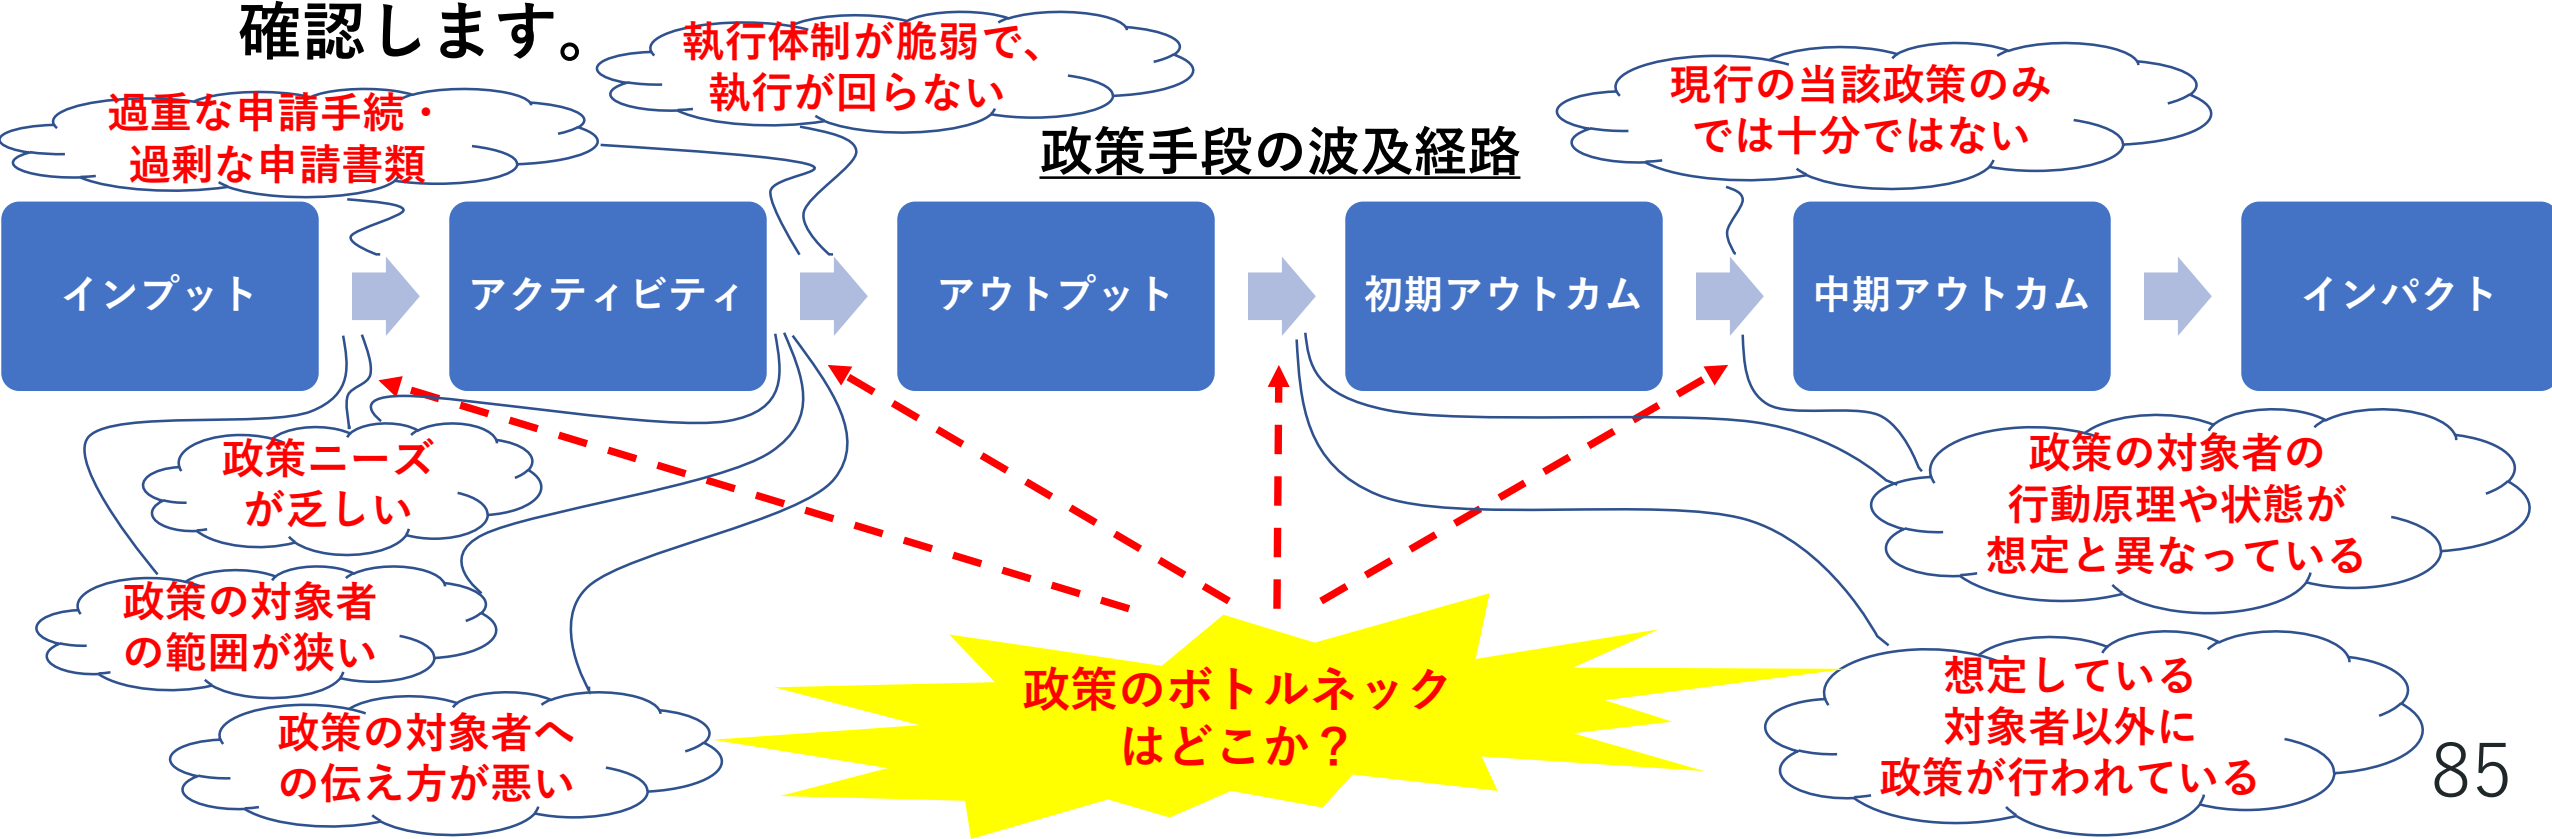 確認します。
執行体制が脆弱で、
執行が回らない
現行の当該政策のみ
では十分ではない
過重な申請手続・
過剰な申請書類
政策手段の波及経路
インプット
アクティビティ
アウトプット
初期アウトカム
中期アウトカム
インパクト
政策ニーズ
が乏しい
政策の対象者の
行動原理や状態が
想定と異なっている
政策の対象者
の範囲が狭い
政策のボトルネック
はどこか？
想定している
対象者以外に
政策が行われている
政策の対象者へ
の伝え方が悪い
85